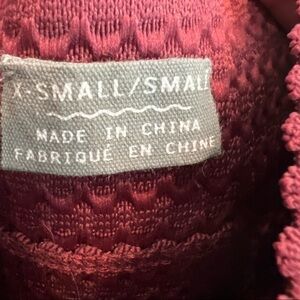 X-SMALL/SMALL
MADE IN CHINA
FABRIQUÉ EN CHINE